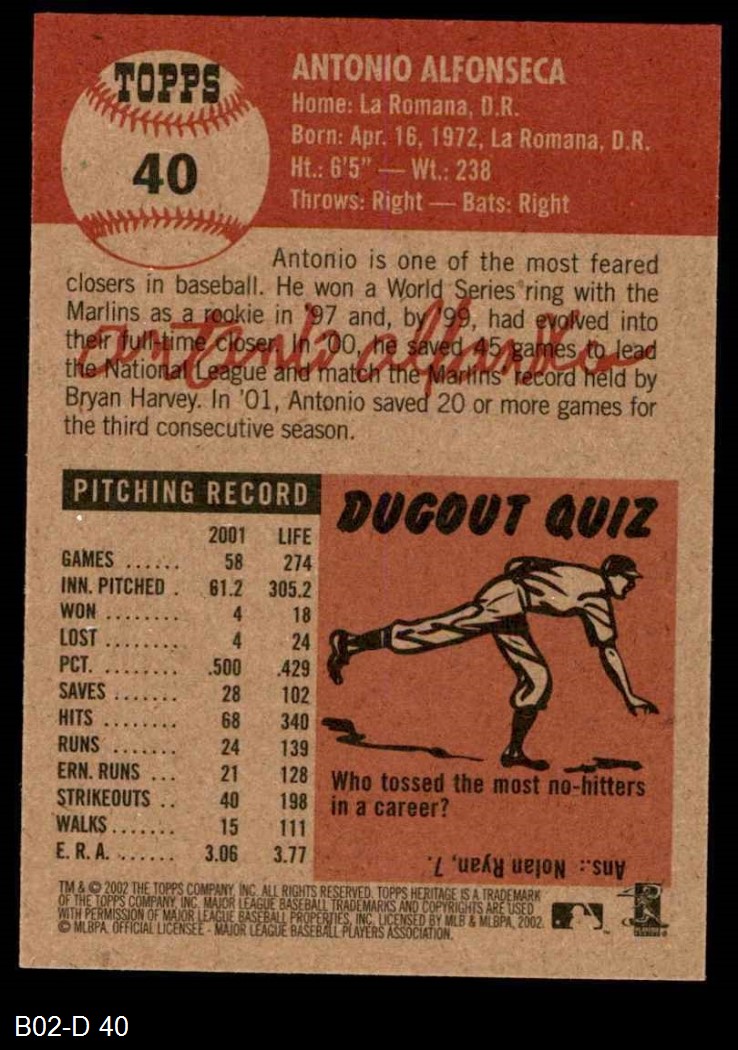 TOPPS
40
ANTONIO ALFONSECA
Home: La Romana, D.R.
Born: Apr. 16, 1972, La Romana, D.R.
Ht.: 6'5" — Wt.: 238
Throws: Right — Bats: Right
Antonio is one of the most feared
closers in baseball. He won a World Series ring with the
Marlins as a rookie in '97 and, by '99, had evolved into
their full-time closer. In '00, he saved 45 games to lead
the National League and match the Marlins' record held by
Bryan Harvey. In '01, Antonio saved 20 or more games for
the third consecutive season.
antonio alfonseca
PITCHING RECORD
2001 LIFE
GAMES ...... 58 274
INN. PITCHED . 61.2 305.2
WON ........ 4 18
LOST ........ 4 24
PCT. ........ .500 .429
SAVES ....... 28 102
HITS ........ 68 340
RUNS ....... 24 139
ERN. RUNS ... 21 128
STRIKEOUTS .. 40 198
WALKS....... 15 111
E. R. A. ...... 3.06 3.77
DUGOUT QUIZ
Who tossed the most no-hitters
in a career?
Ans.: Nolan Ryan, 7.
TM & © 2002 THE TOPPS COMPANY, INC. ALL RIGHTS RESERVED. TOPPS HERITAGE IS A TRADEMARK
OF THE TOPPS COMPANY, INC. MAJOR LEAGUE BASEBALL TRADEMARKS AND COPYRIGHTS ARE USED
WITH PERMISSION OF MAJOR LEAGUE BASEBALL PROPERTIES, INC. LICENSED BY MLB & MLBPA, 2002.
© MLBPA. OFFICIAL LICENSEE - MAJOR LEAGUE BASEBALL PLAYERS ASSOCIATION.
B02-D 40